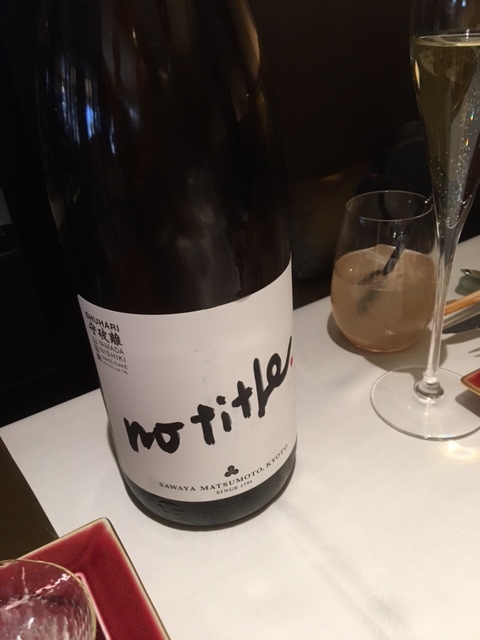 SHUHARI
守破離
YAMADA
NISHIKI
no title.
SAWAYA MATSUMOTO, KYOTO
SINCE 1791